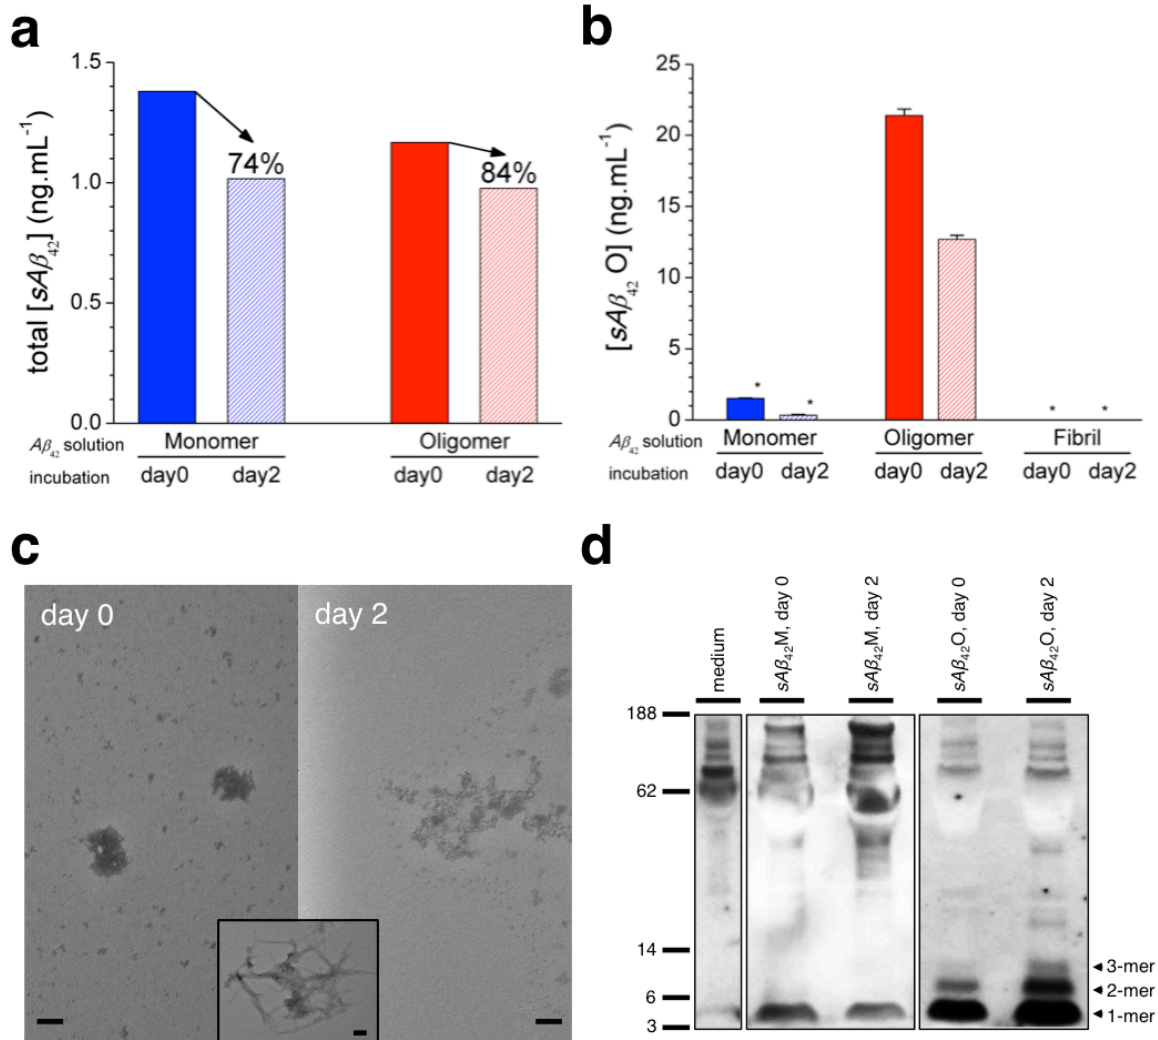 a
total [sAβ42] (ng.mL-1)
1.5
1.0
0.5
0.0
74%
84%
Aβ42 solution
Monomer
Oligomer
incubation
day0
day2
day0
day2
b
[sAβ42 O] (ng.mL-1)
25
20
15
10
5
0
*
*
*
*
Aβ42 solution
Monomer
Oligomer
Fibril
incubation
day0
day2
day0
day2
day0
day2
c
day 0
day 2
d
medium
sAβ42M, day 0
sAβ42M, day 2
sAβ42O, day 0
sAβ42O, day 2
188
62
14
6
3
3-mer
2-mer
1-mer